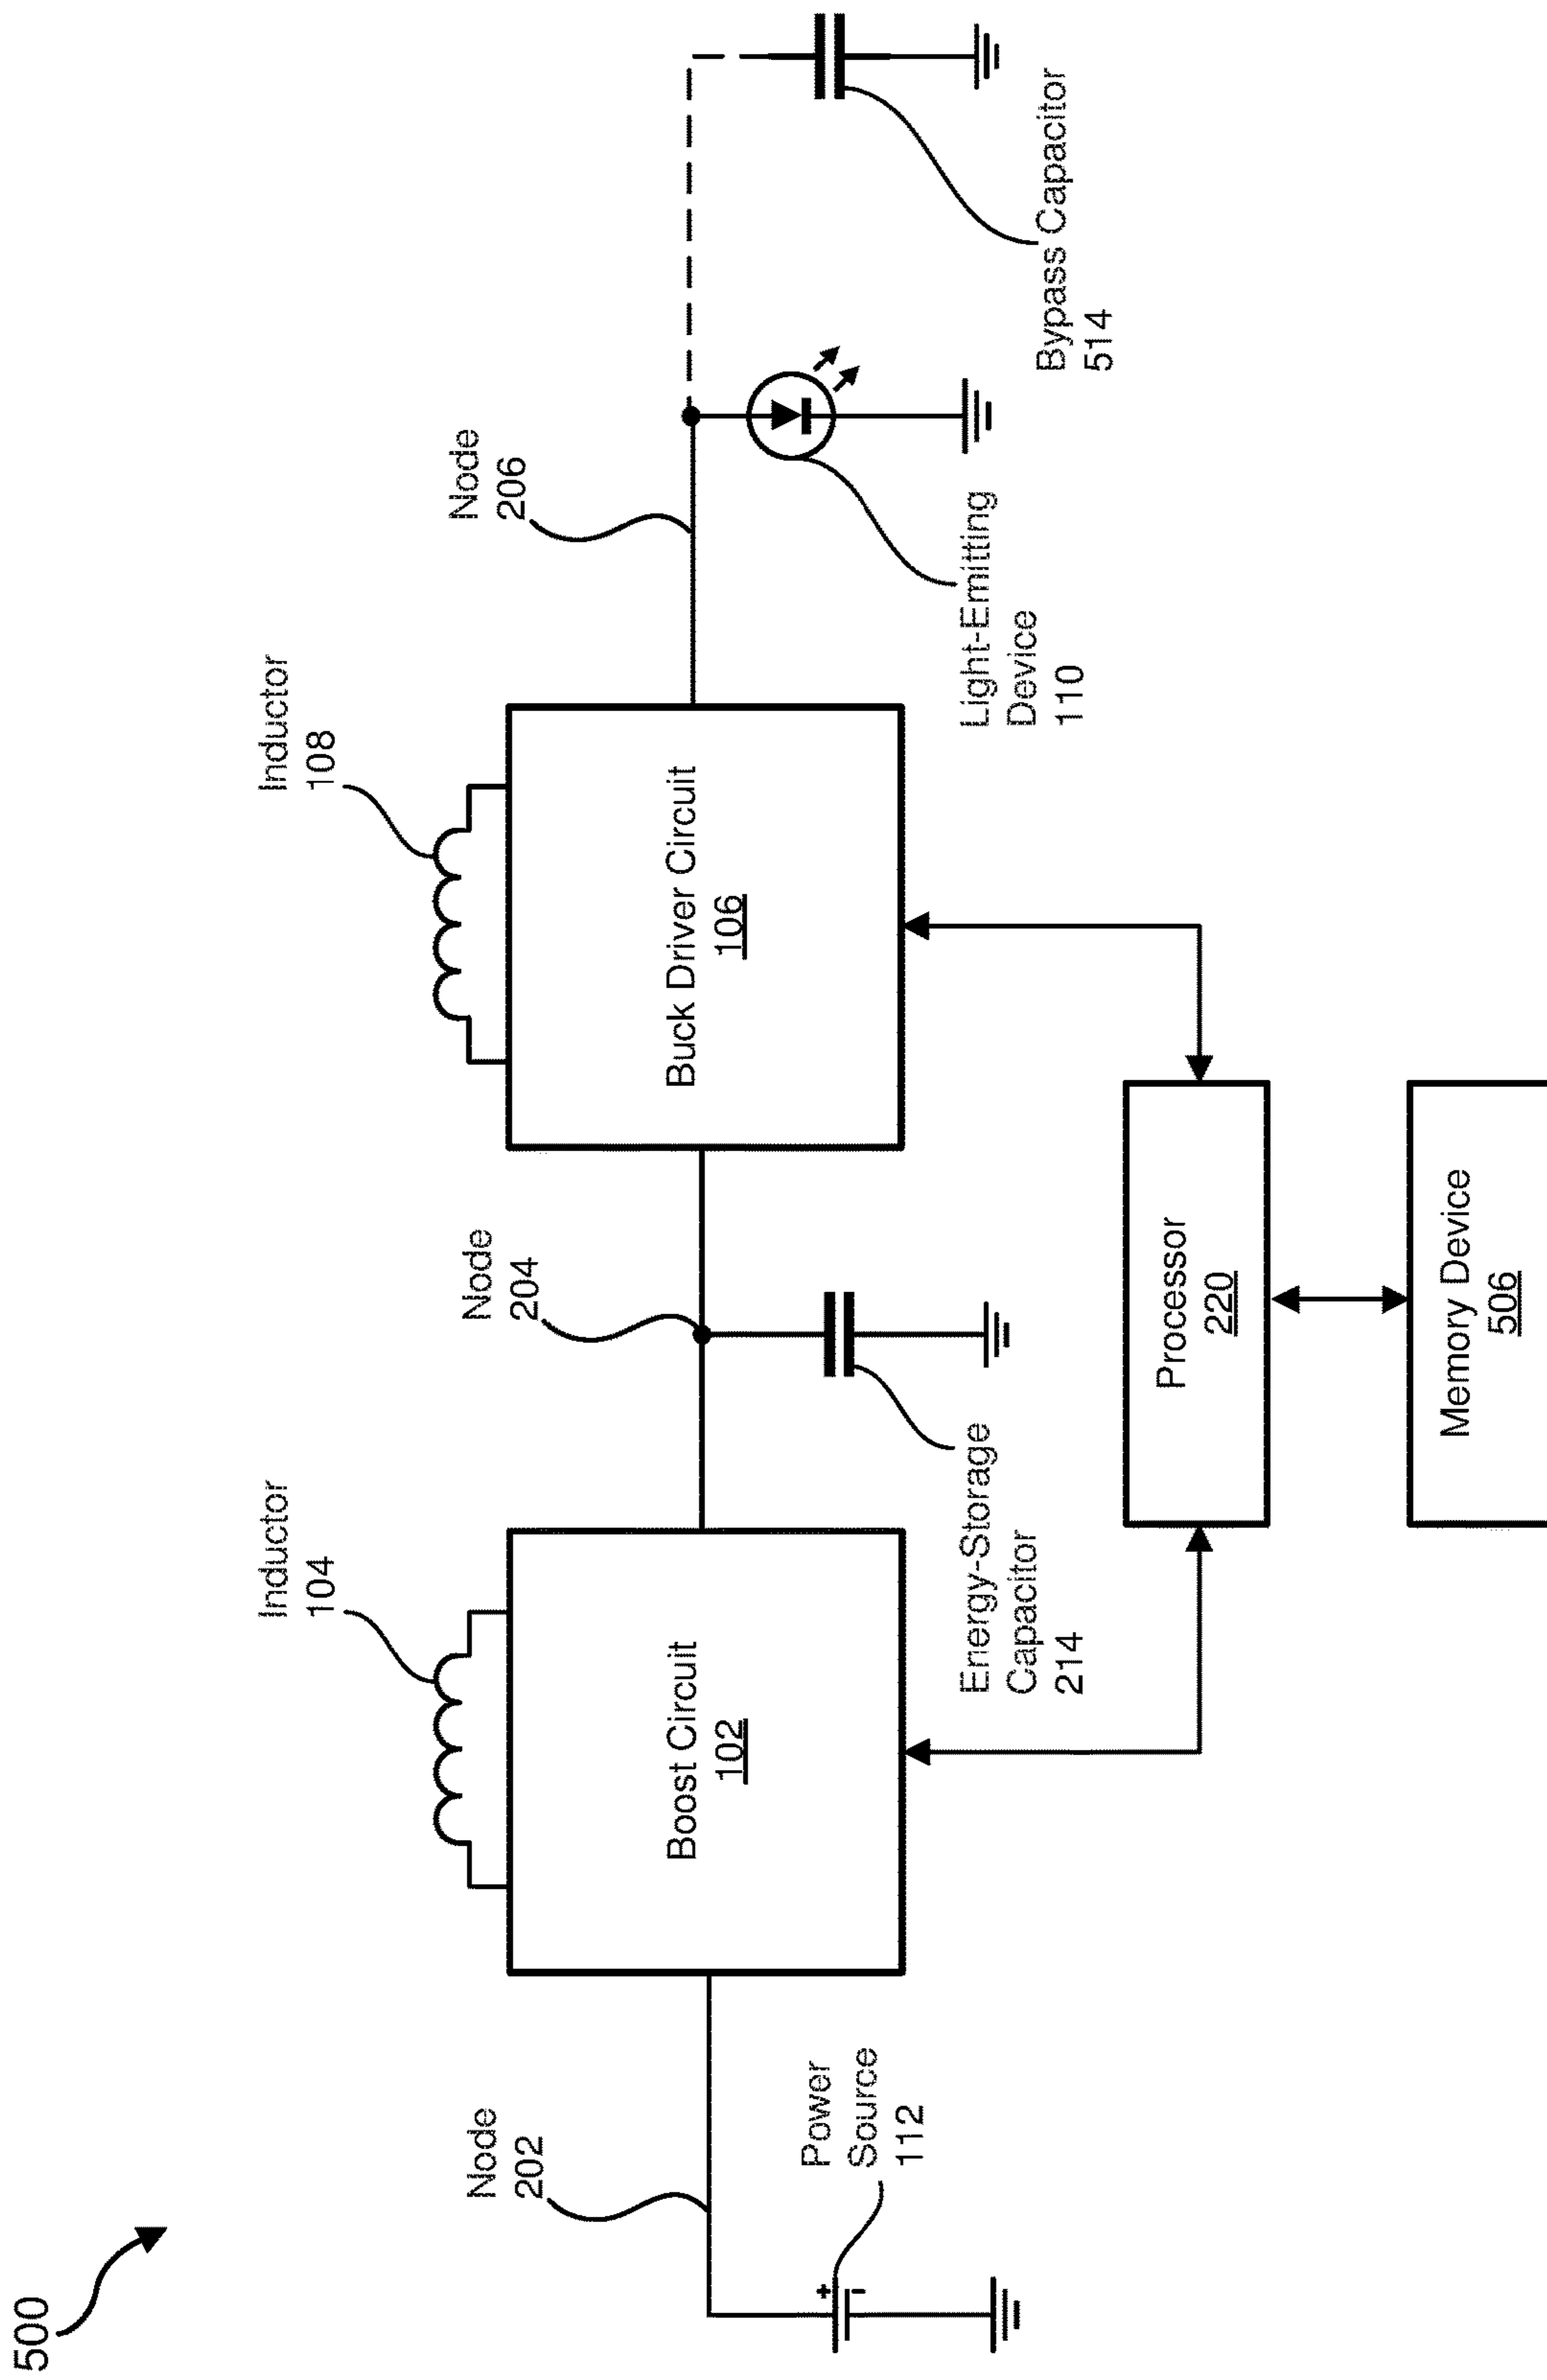 500
Node
202
Power
Source
112
+
-
Inductor
104
Boost Circuit
102
Node
204
Energy-Storage
Capacitor
214
Inductor
108
Buck Driver Circuit
106
Node
206
Light-Emitting
Device
110
Bypass Capacitor
514
Processor
220
Memory Device
506